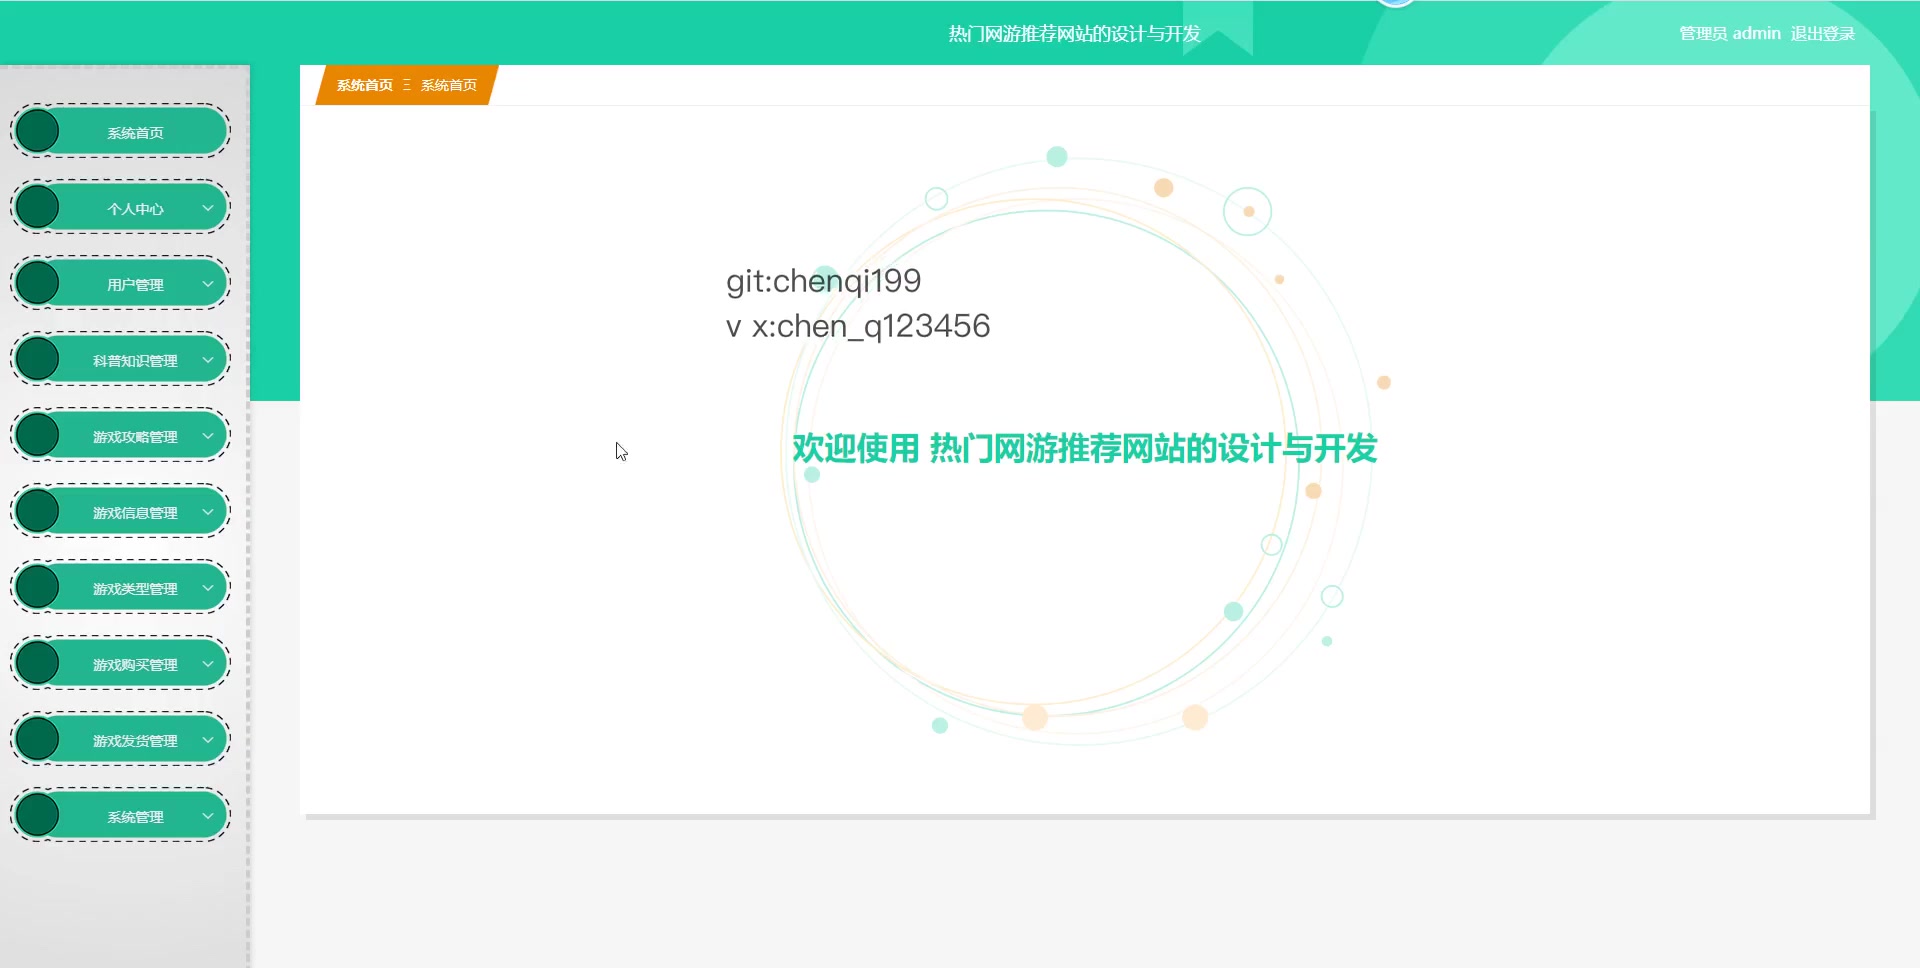 热门网游推荐网站的设计与开发
管理员 admin 退出登录
系统首页 Ξ 系统首页
系统首页
个人中心
用户管理
科普知识管理
游戏攻略管理
游戏信息管理
游戏类型管理
游戏购买管理
游戏发货管理
系统管理
git:chenqi199
v x:chen_q123456
欢迎使用 热门网游推荐网站的设计与开发